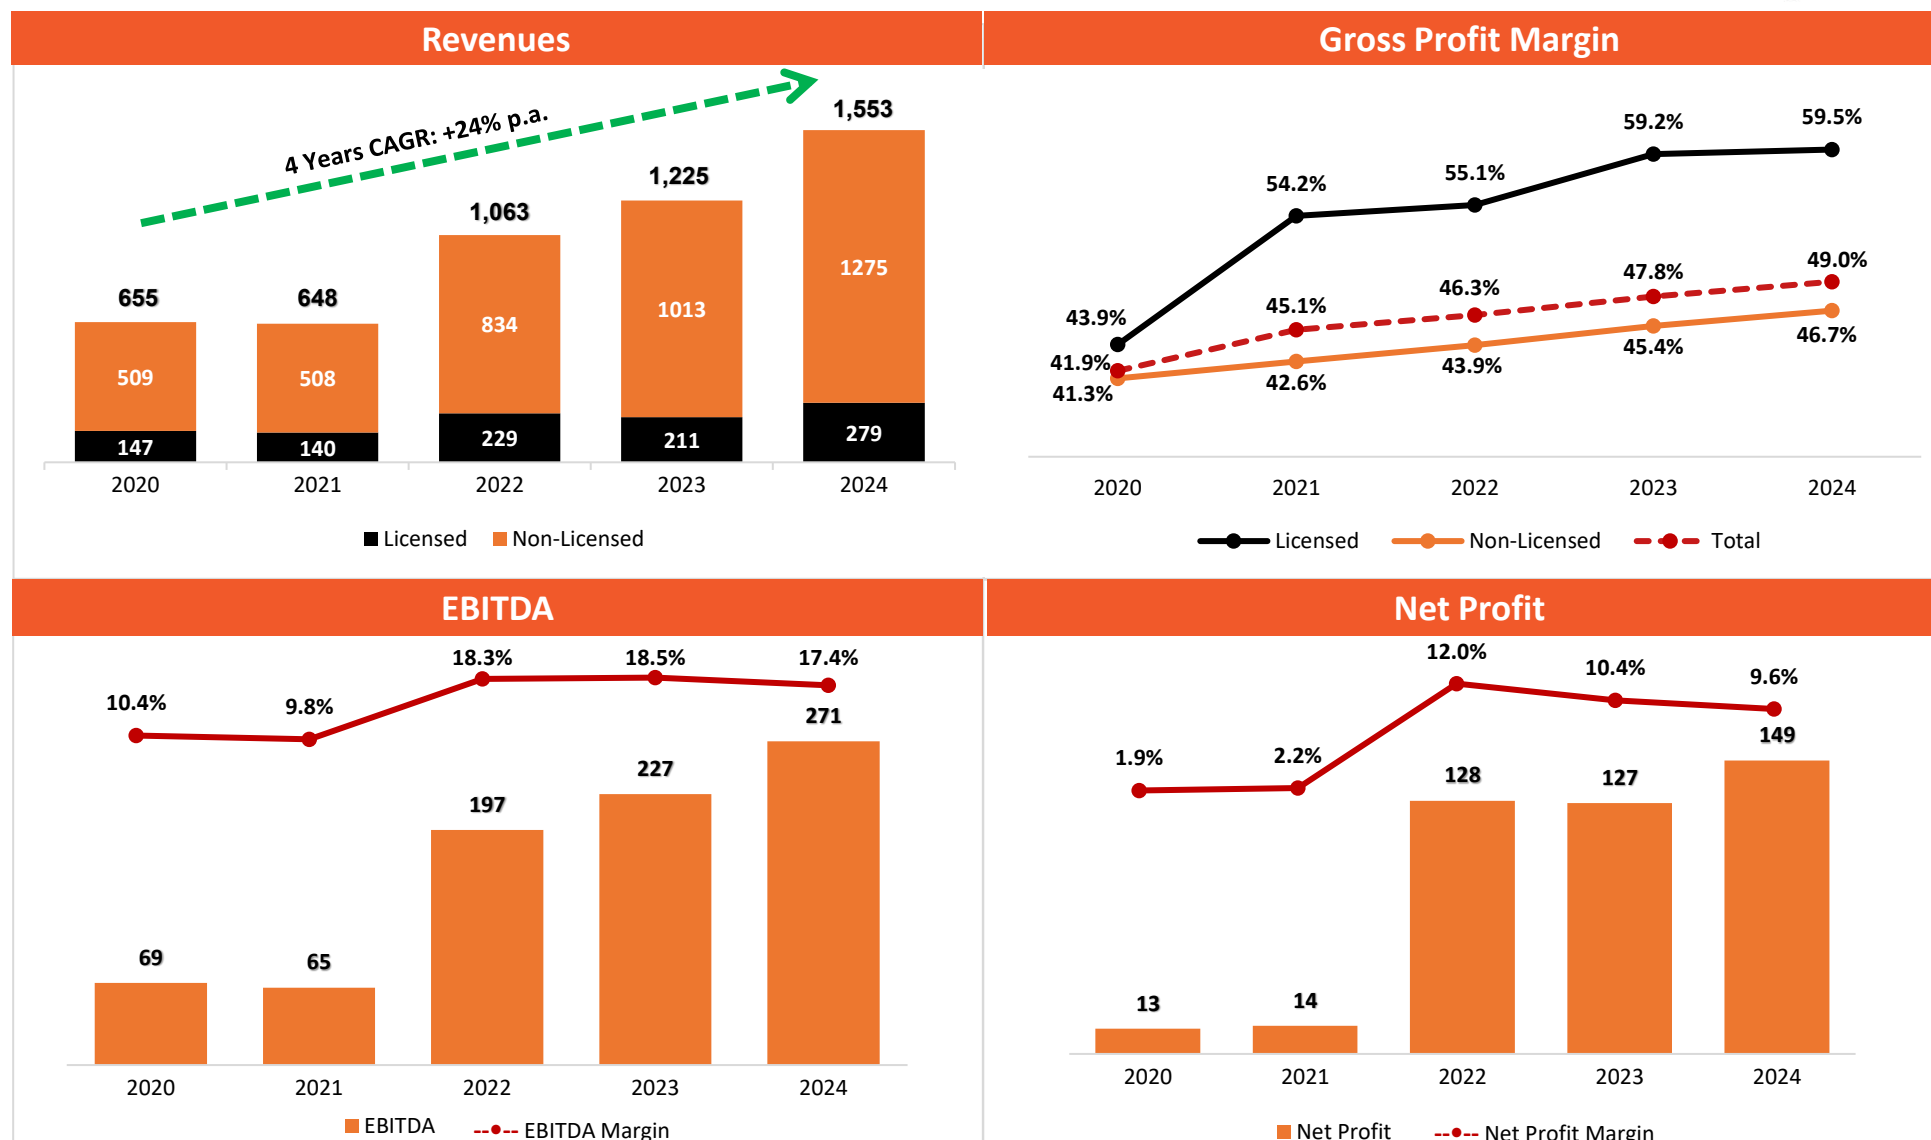 Revenues
4 Years CAGR: +24% p.a.
655
648
1,063
1,225
1,553
509
508
834
1013
1275
147
140
229
211
279
2020 2021 2022 2023 2024
Licensed Non-Licensed
Gross Profit Margin
43.9% 54.2% 55.1% 59.2% 59.5%
41.9% 45.1% 46.3% 47.8% 49.0%
41.3% 42.6% 43.9% 45.4% 46.7%
2020 2021 2022 2023 2024
Licensed Non-Licensed Total
EBITDA
10.4% 9.8% 18.3% 18.5% 17.4%
69 65 197 227 271
2020 2021 2022 2023 2024
EBITDA EBITDA Margin
Net Profit
1.9% 2.2% 12.0% 10.4% 9.6%
13 14 128 127 149
2020 2021 2022 2023 2024
Net Profit Net Profit Margin